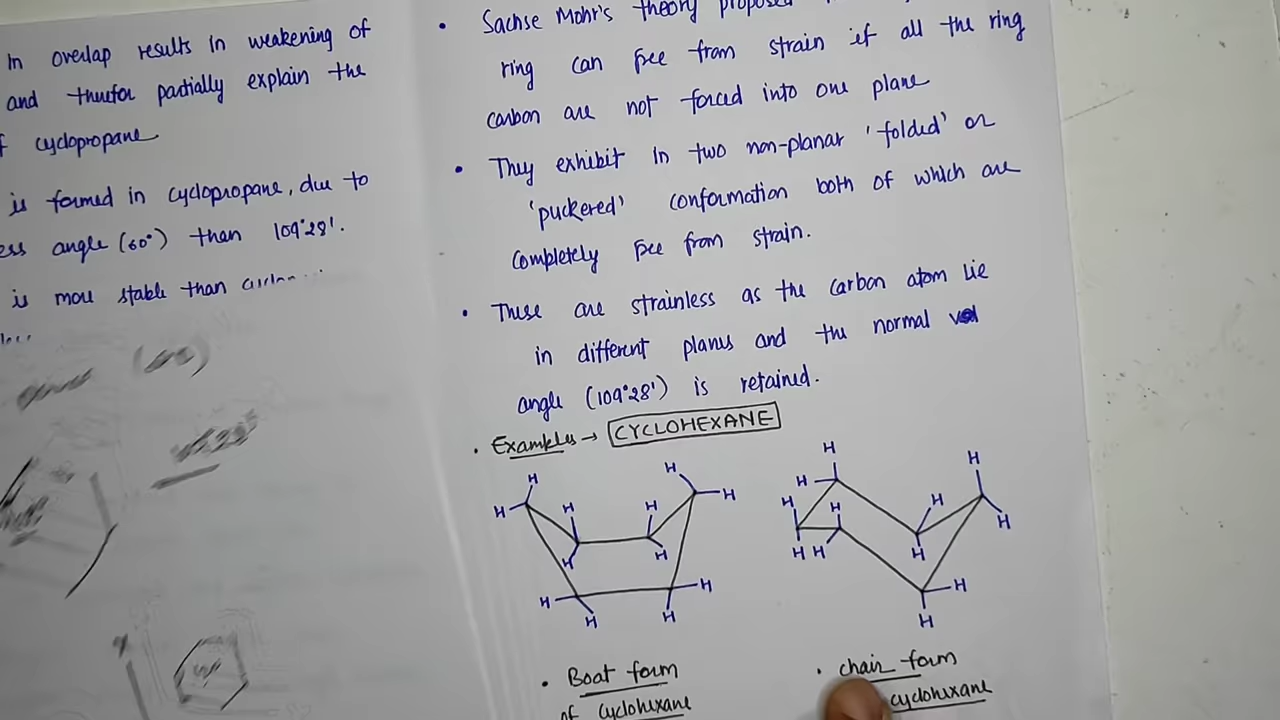 in overlap results in weakening of
and thurfor partially explain the
f cyclopropane
is formed in cyclopropane, due to
ess angle (60°) than 109°28'.
is more stable than
• Sachse Mohr's theory proposed
ring can free from strain if all the ring
carbon are not forced into one plane
• They exhibit in two non-planar 'folded' or
'puckered' conformation both of which are
completely free from strain.
• These are strainless as the carbon atom lie
in different planes and the normal
angle (109°28') is retained.
• Examples → CYCLOHEXANE
H H H H H H H H H H H H
H H H H H H H H H H H H
• Boat form
of cyclohexane
• chair form
cyclohexane